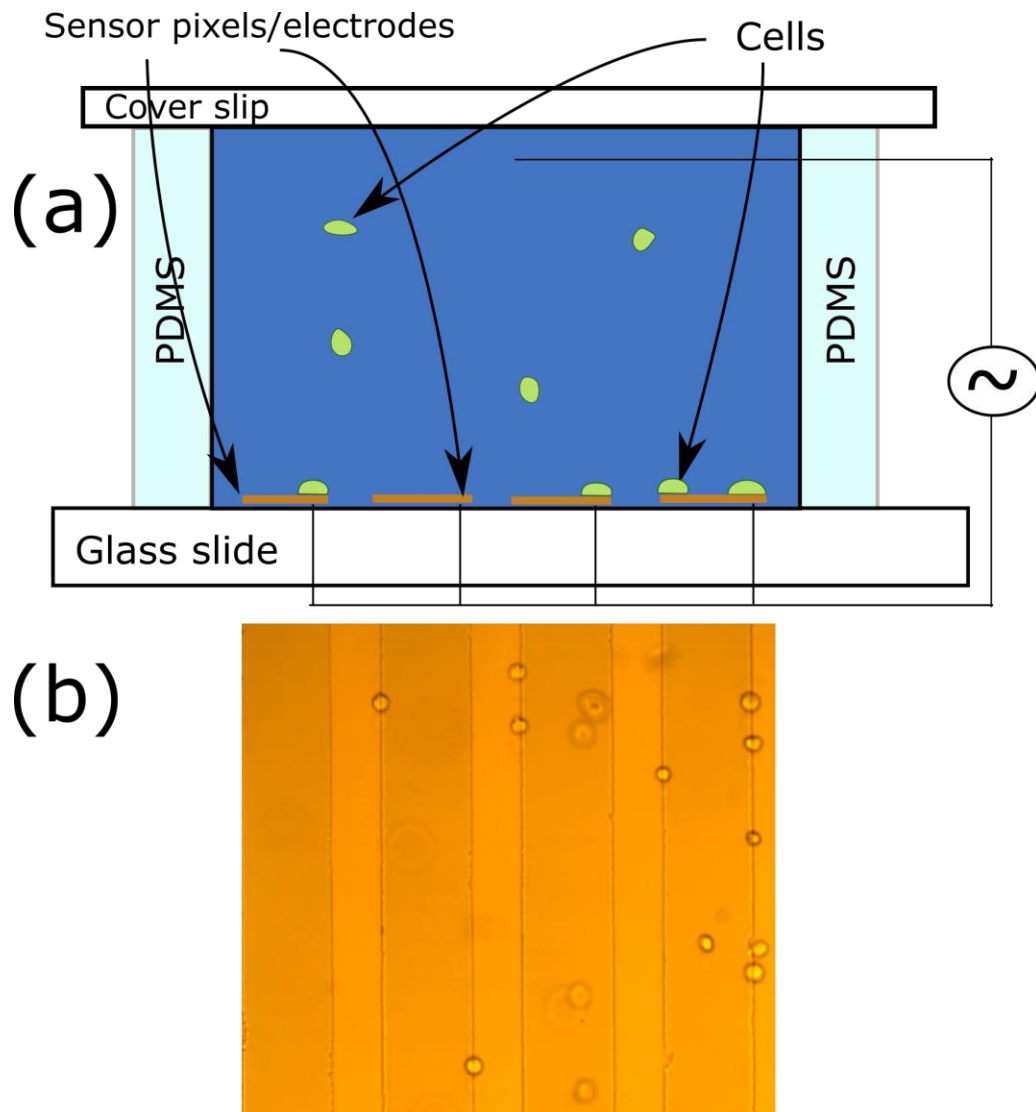 Sensor pixels/electrodes
Cells
Cover slip
(a)
PDMS
PDMS
~
Glass slide
(b)